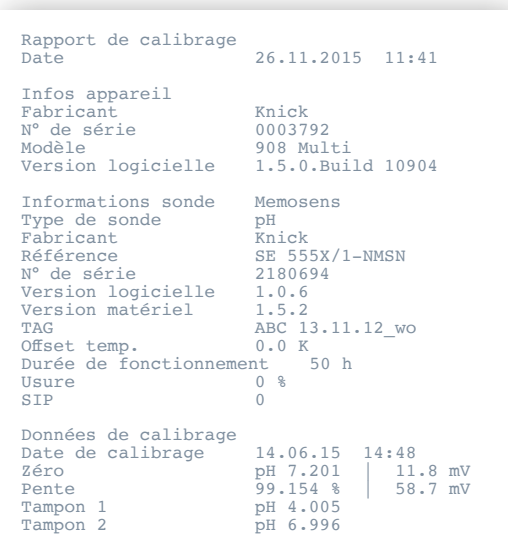 Rapport de calibrage
Date 26.11.2015 11:41
Infos appareil
Fabricant Knick
N° de série 0003792
Modèle 908 Multi
Version logicielle 1.5.0.Build 10904
Informations sonde Memosens
Type de sonde pH
Fabricant Knick
Référence SE 555X/1-NMSN
N° de série 2180694
Version logicielle 1.0.6
Version matériel 1.5.2
TAG ABC 13.11.12_wo
Offset temp. 0.0 K
Durée de fonctionnement 50 h
Usure 0 %
SIP 0
Données de calibrage
Date de calibrage 14.06.15 14:48
Zéro pH 7.201 | 11.8 mV
Pente 99.154 % | 58.7 mV
Tampon 1 pH 4.005
Tampon 2 pH 6.996